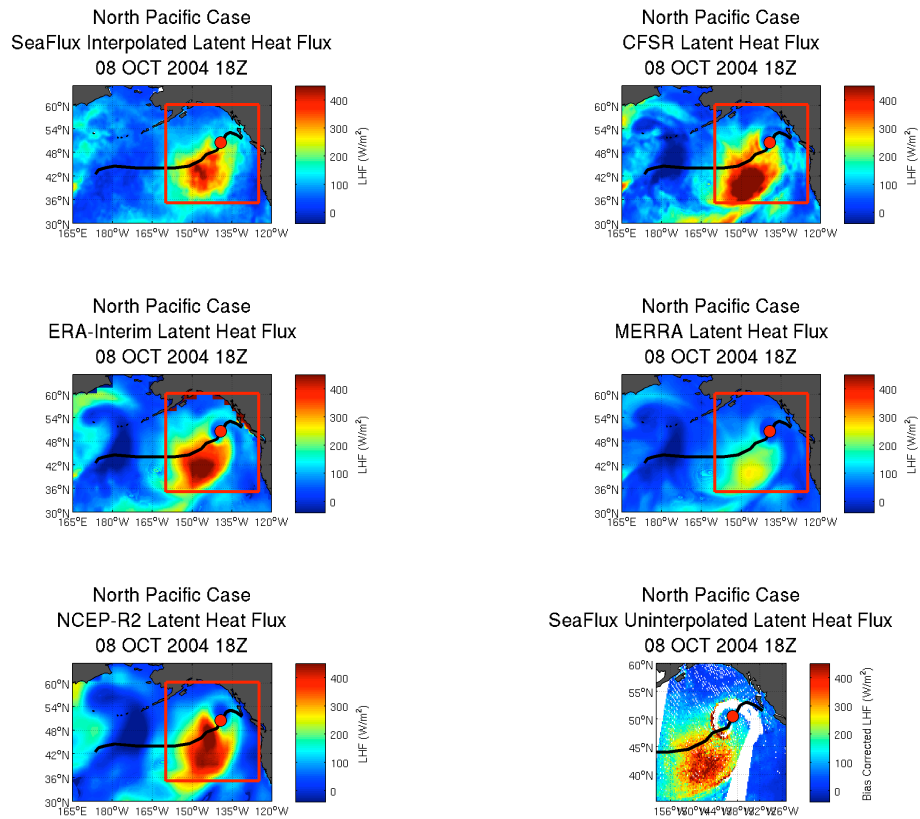 North Pacific Case
SeaFlux Interpolated Latent Heat Flux
08 OCT 2004 18Z
60°N
54°N
48°N
42°N
36°N
30°N
165°E 180°W 165°W 150°W 135°W 120°W
400
300
200
100
0
LHF (W/m²)
North Pacific Case
CFSR Latent Heat Flux
08 OCT 2004 18Z
60°N
54°N
48°N
42°N
36°N
30°N
165°E 180°W 165°W 150°W 135°W 120°W
400
300
200
100
0
LHF (W/m²)
North Pacific Case
ERA-Interim Latent Heat Flux
08 OCT 2004 18Z
60°N
54°N
48°N
42°N
36°N
30°N
165°E 180°W 165°W 150°W 135°W 120°W
400
300
200
100
0
LHF (W/m²)
North Pacific Case
MERRA Latent Heat Flux
08 OCT 2004 18Z
60°N
54°N
48°N
42°N
36°N
30°N
165°E 180°W 165°W 150°W 135°W 120°W
400
300
200
100
0
LHF (W/m²)
North Pacific Case
NCEP-R2 Latent Heat Flux
08 OCT 2004 18Z
60°N
54°N
48°N
42°N
36°N
30°N
165°E 180°W 165°W 150°W 135°W 120°W
400
300
200
100
0
LHF (W/m²)
North Pacific Case
SeaFlux Uninterpolated Latent Heat Flux
08 OCT 2004 18Z
60°N
55°N
50°N
45°N
40°N
156°W 150°W 144°W 138°W 132°W 126°W
400
300
200
100
0
Bias Corrected LHF (W/m²)